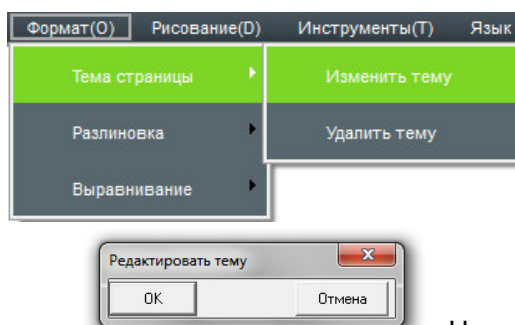 Формат(O) Рисование(D) Инструменты(T) Язык
Тема страницы Изменить тему
Разлиновка Удалить тему
Выравнивание
Редактировать тему
OK Отмена